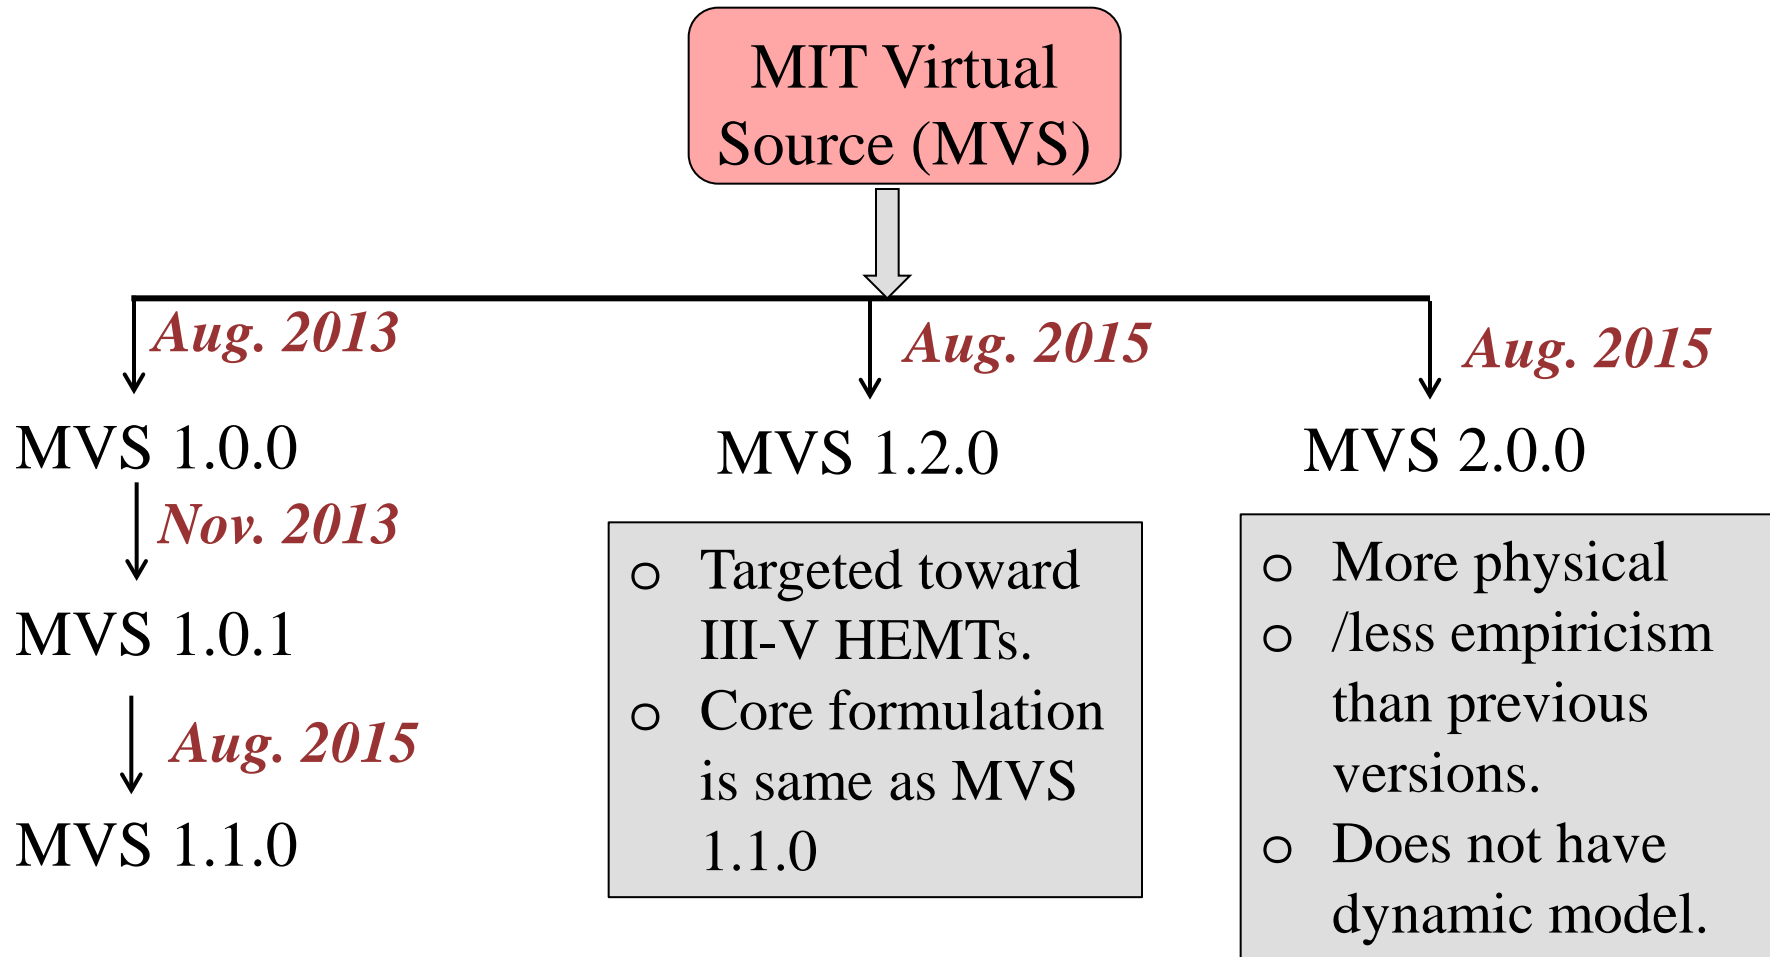 MIT Virtual
Source (MVS)
Aug. 2013
MVS 1.0.0
Nov. 2013
MVS 1.0.1
Aug. 2015
MVS 1.1.0
Aug. 2015
MVS 1.2.0
o Targeted toward
III-V HEMTs.
o Core formulation
is same as MVS
1.1.0
Aug. 2015
MVS 2.0.0
o More physical
o /less empiricism
than previous
versions.
o Does not have
dynamic model.